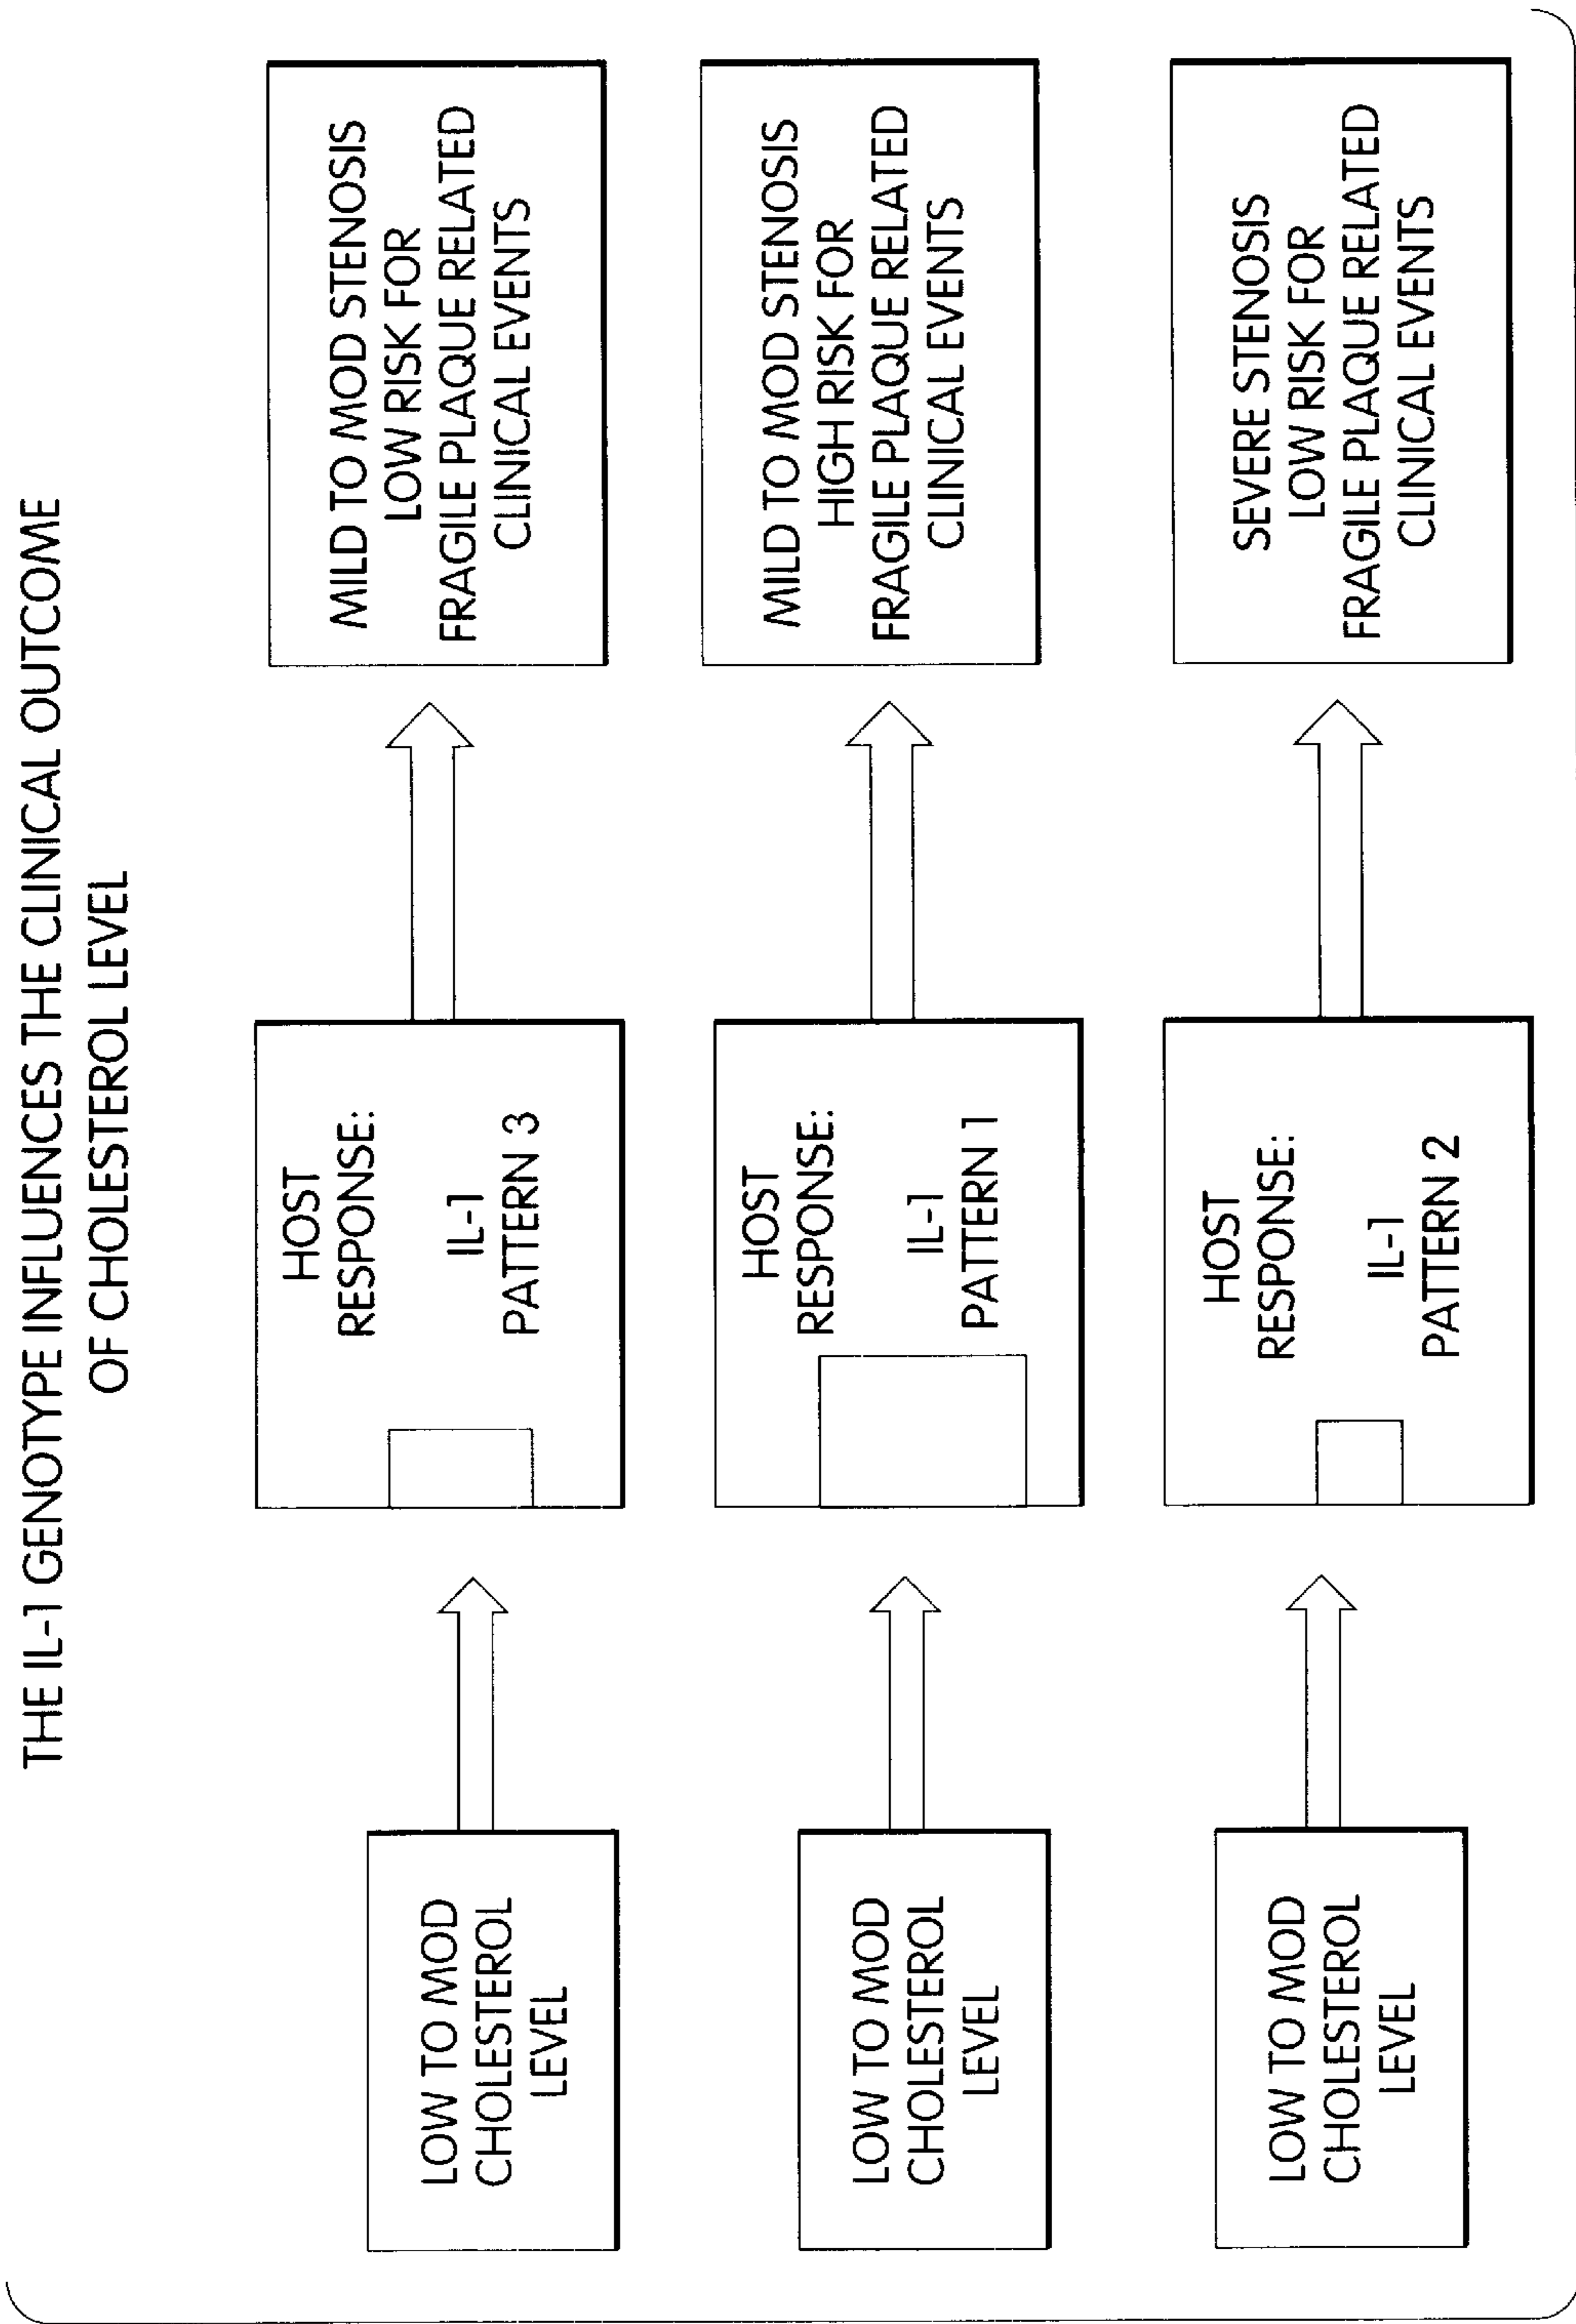 THE IL-1 GENOTYPE INFLUENCES THE CLINICAL OUTCOME
OF CHOLESTEROL LEVEL
LOW TO MOD
CHOLESTEROL
LEVEL
HOST
RESPONSE:
IL-1
PATTERN 3
MILD TO MOD STENOSIS
LOW RISK FOR
FRAGILE PLAQUE RELATED
CLINICAL EVENTS
LOW TO MOD
CHOLESTEROL
LEVEL
HOST
RESPONSE:
IL-1
PATTERN 1
MILD TO MOD STENOSIS
HIGH RISK FOR
FRAGILE PLAQUE RELATED
CLINICAL EVENTS
LOW TO MOD
CHOLESTEROL
LEVEL
HOST
RESPONSE:
IL-1
PATTERN 2
SEVERE STENOSIS
LOW RISK FOR
FRAGILE PLAQUE RELATED
CLINICAL EVENTS